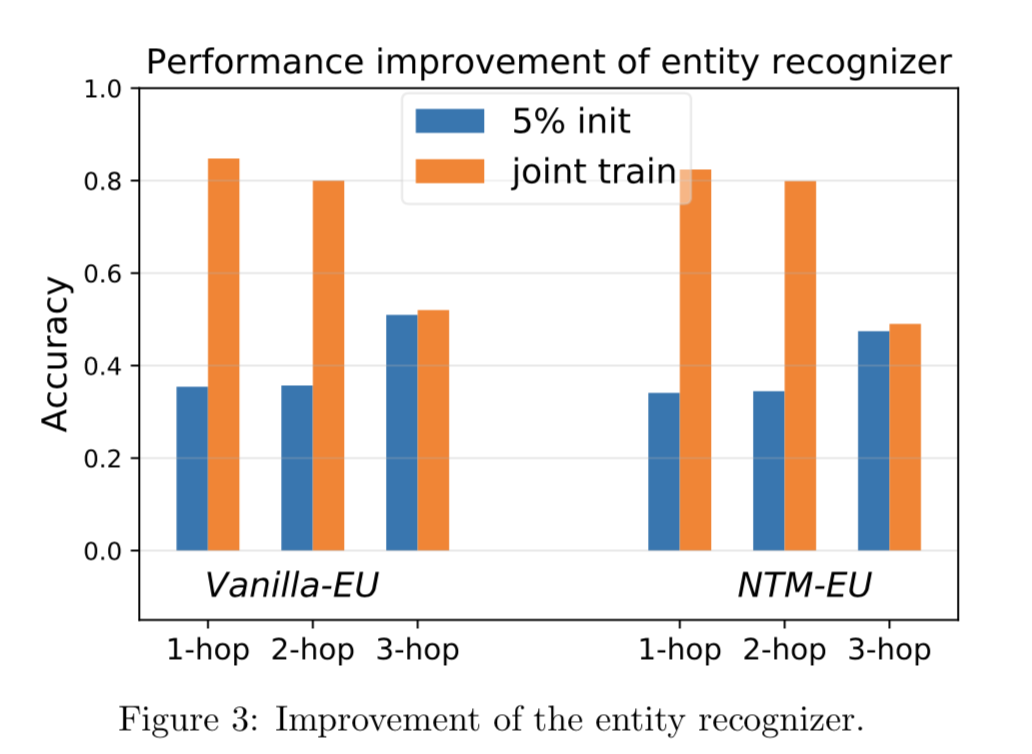 Performance improvement of entity recognizer
1.0
5% init
joint train
0.8
0.6
0.4
0.2
0.0
Accuracy
Vanilla-EU
NTM-EU
1-hop 2-hop 3-hop 1-hop 2-hop 3-hop
Figure 3: Improvement of the entity recognizer.